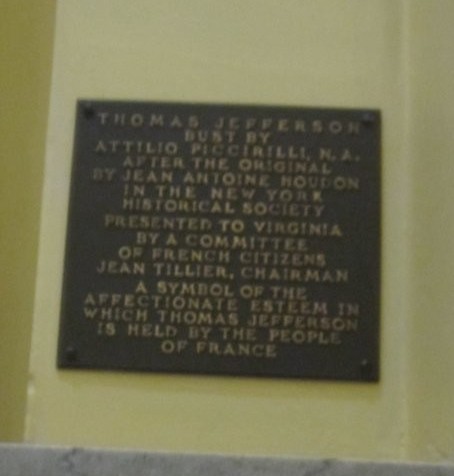 THOMAS JEFFERSON
BUST BY
ATTILIO PICCIRILLI, N.A.
AFTER THE ORIGINAL
BY JEAN ANTOINE HOUDON
IN THE NEW YORK
HISTORICAL SOCIETY
PRESENTED TO VIRGINIA
BY A COMMITTEE
OF FRENCH CITIZENS
JEAN TILLIER, CHAIRMAN
A SYMBOL OF THE
AFFECTIONATE ESTEEM IN
WHICH THOMAS JEFFERSON
IS HELD BY THE PEOPLE
OF FRANCE